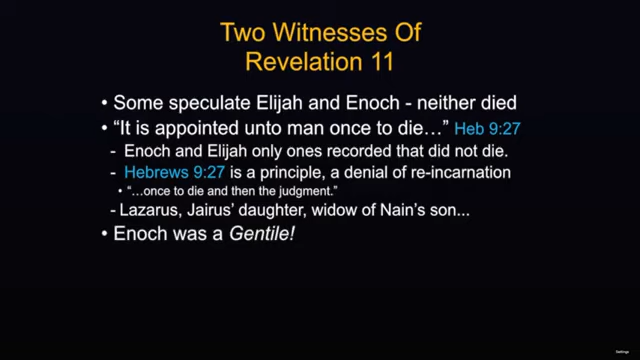 Two Witnesses Of
Revelation 11
• Some speculate Elijah and Enoch - neither died
• “It is appointed unto man once to die…” Heb 9:27
- Enoch and Elijah only ones recorded that did not die.
- Hebrews 9:27 is a principle, a denial of re-incarnation
• “…once to die and then the judgment.”
- Lazarus, Jairus’ daughter, widow of Nain’s son...
• Enoch was a Gentile!
Settings